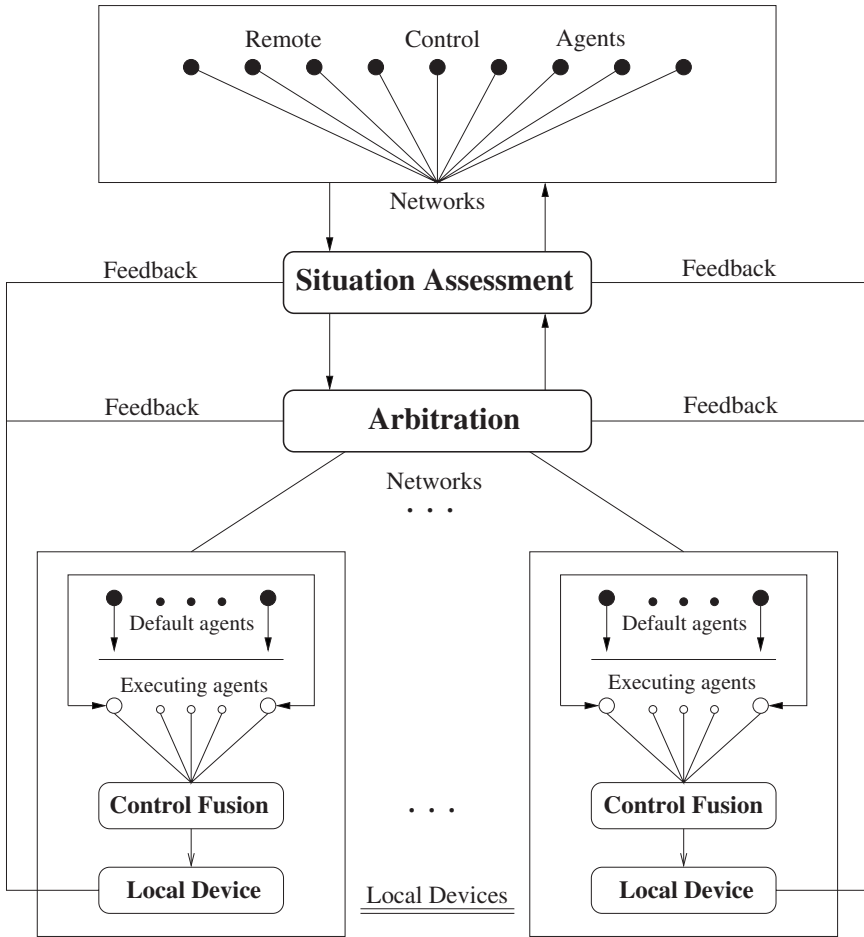 Remote Control Agents
Networks
Feedback
Feedback
Situation Assessment
Feedback
Feedback
Arbitration
Networks
. . .
Default agents
Executing agents
Control Fusion
Local Device
. . .
Local Devices
Default agents
Executing agents
Control Fusion
Local Device